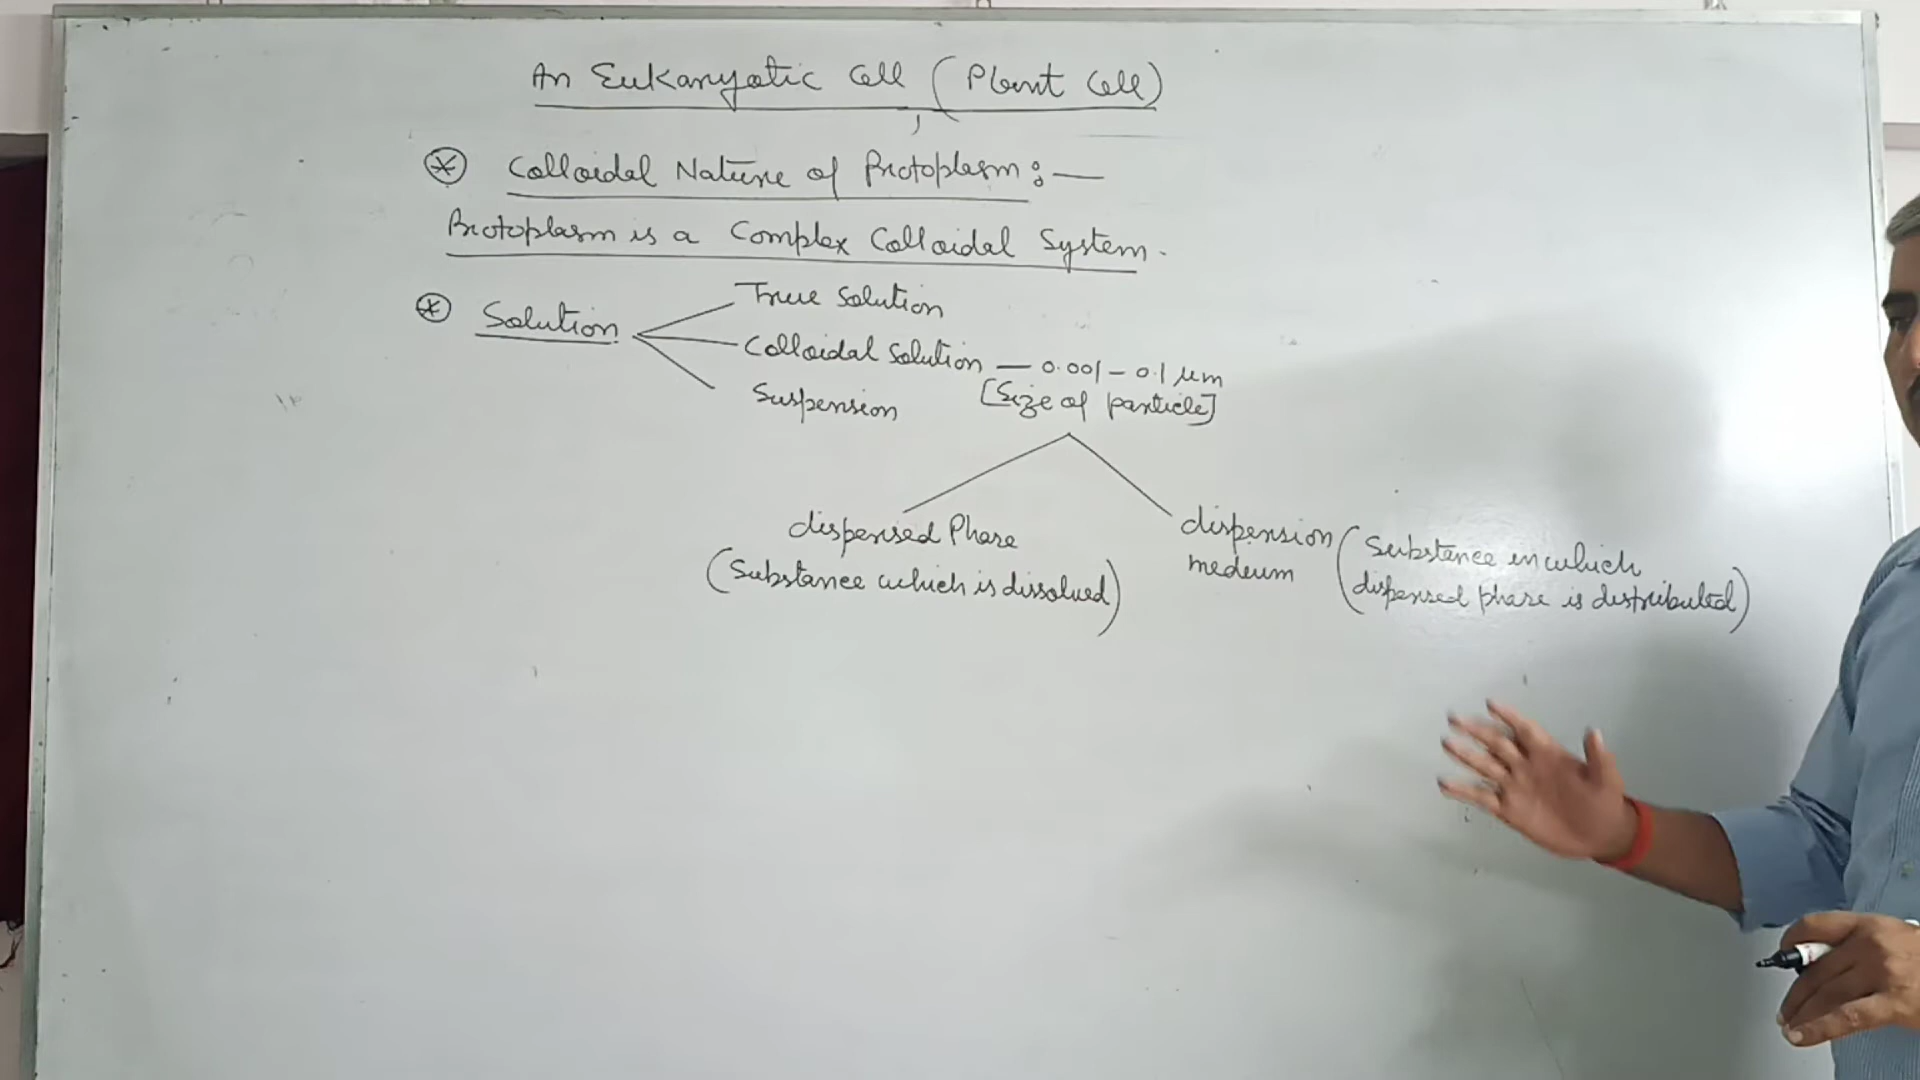 An Eukaryotic Cell (Plant Cell)
Colloidal Nature of Protoplasm :—
Protoplasm is a Complex Colloidal System.
Solution
True Solution
Colloidal Solution — 0.001 – 0.1 μm
[Size of particle]
Suspension
dispersed Phase
(Substance which is dissolved)
dispersion
medium
(Substance in which
dispersed phase is distributed)